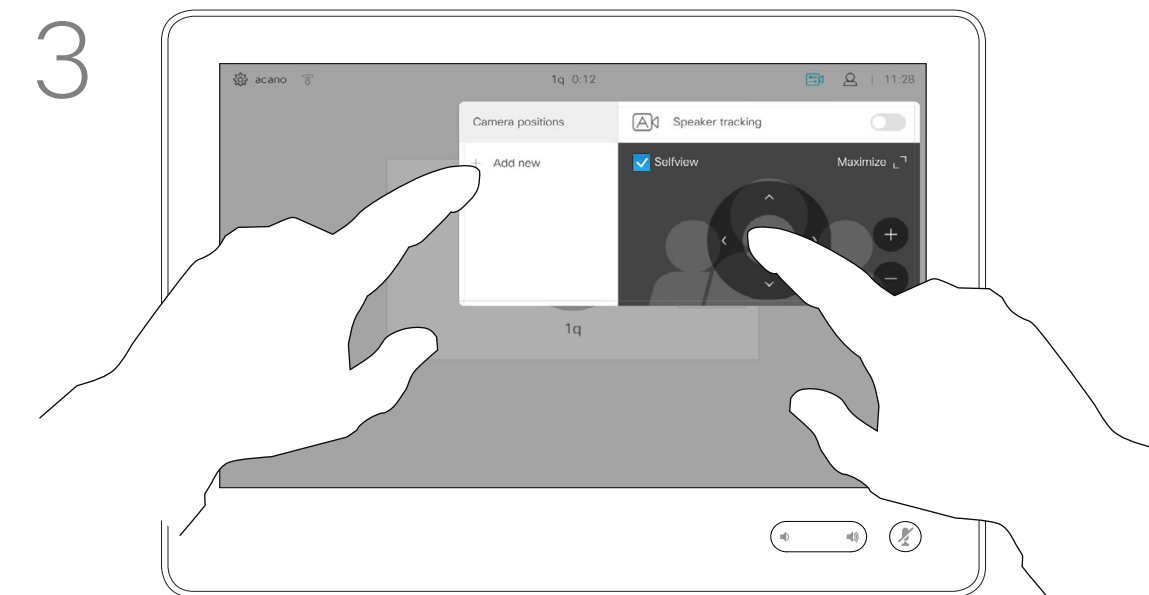 3
acano 1q 0:12 11:28
Camera positions Speaker tracking
+ Add new Selfview Maximize
1q